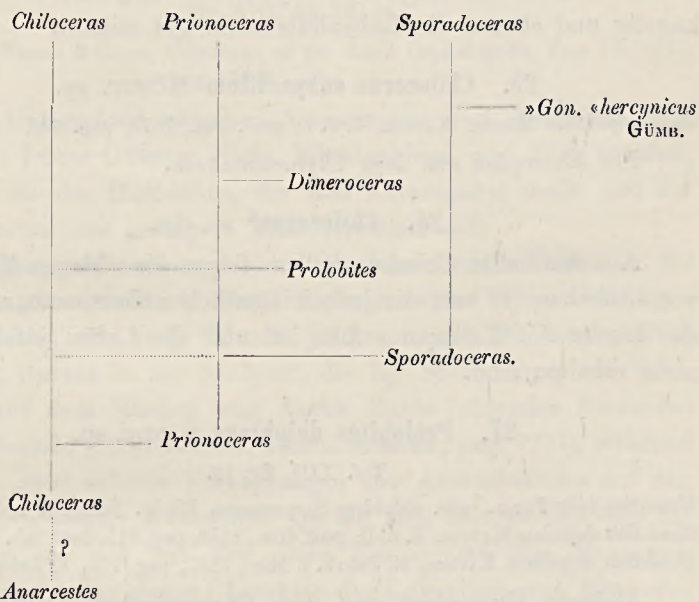 Chiloceras Prionoceras Sporadoceras
»Gon. «hercynicus
GÜMB.
Dimeroceras
Prolobites
Sporadoceras.
Prionoceras
Chiloceras
?
Anarcestes